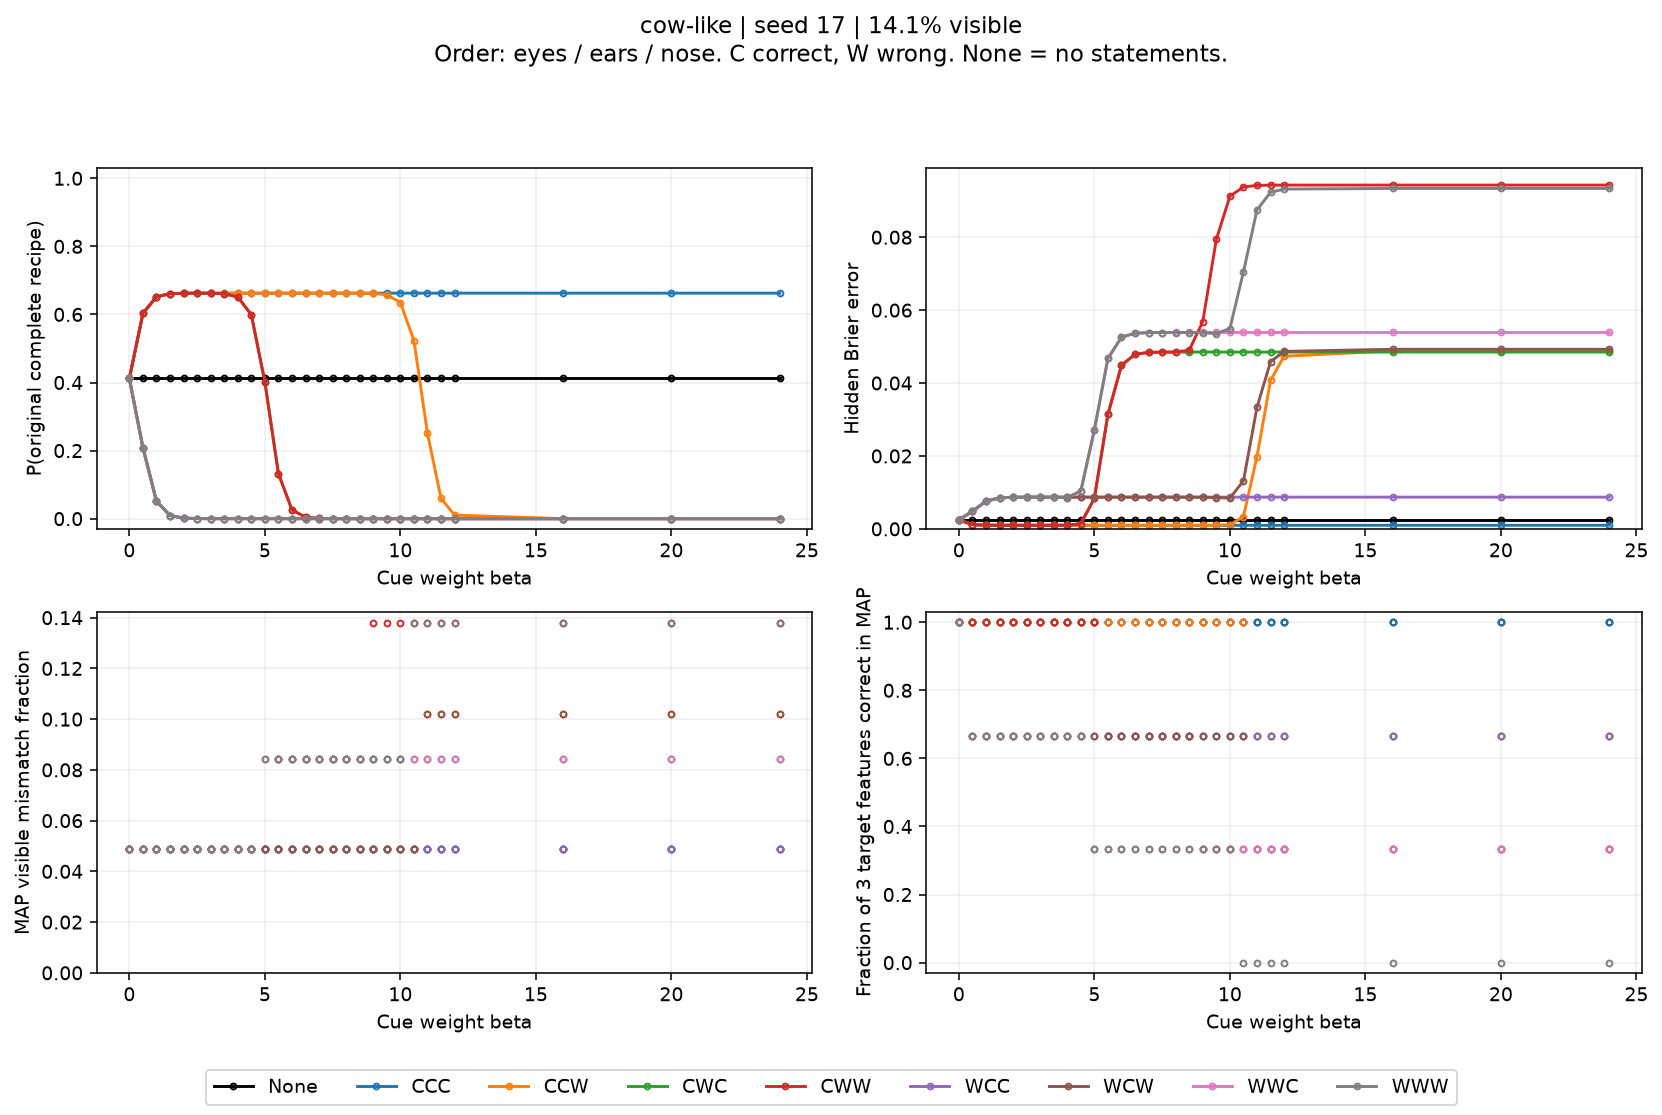 cow-like | seed 17 | 14.1% visible
Order: eyes / ears / nose. C correct, W wrong. None = no statements.
P(original complete recipe)
1.0
0.8
0.6
0.4
0.2
0.0
0 5 10 15 20 25
Cue weight beta
Hidden Brier error
0.08
0.06
0.04
0.02
0.00
0 5 10 15 20 25
Cue weight beta
MAP visible mismatch fraction
0.14
0.12
0.10
0.08
0.06
0.04
0.02
0.00
0 5 10 15 20 25
Cue weight beta
Fraction of 3 target features correct in MAP
1.0
0.8
0.6
0.4
0.2
0.0
0 5 10 15 20 25
Cue weight beta
None CCC CCW CWC CWW WCC WCW WWC WWW